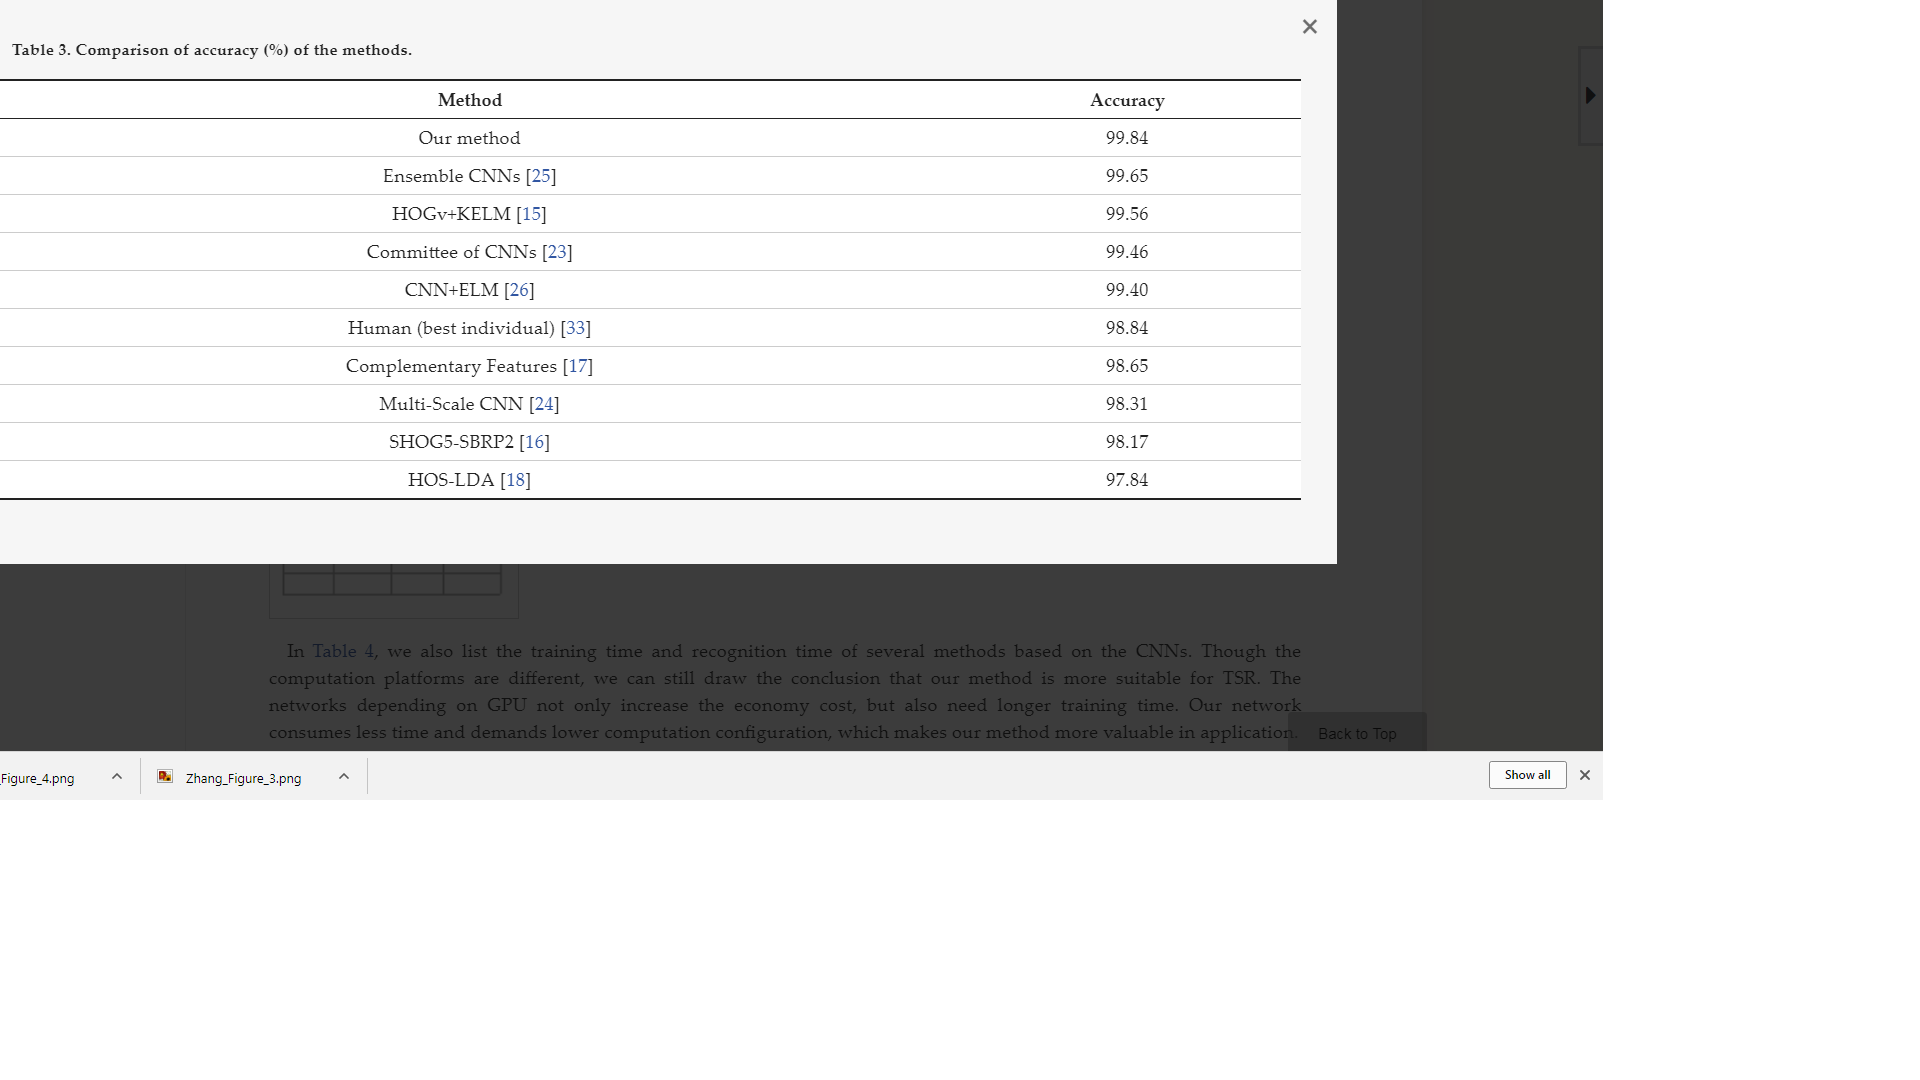 Table 3. Comparison of accuracy (%) of the methods.
Method Accuracy
Our method 99.84
Ensemble CNNs [25] 99.65
HOGv+KELM [15] 99.56
Committee of CNNs [23] 99.46
CNN+ELM [26] 99.40
Human (best individual) [33] 98.84
Complementary Features [17] 98.65
Multi-Scale CNN [24] 98.31
SHOG5-SBRP2 [16] 98.17
HOS-LDA [18] 97.84
In Table 4, we also list the training time and recognition time of several methods based on the CNNs. Though the
computation platforms are different, we can still draw the conclusion that our method is more suitable for TSR. The
networks depending on GPU not only increase the economy cost, but also need longer training time. Our network
consumes less time and demands lower computation configuration, which makes our method more valuable in application.
Back to Top
_Figure_4.png Zhang_Figure_3.png Show all